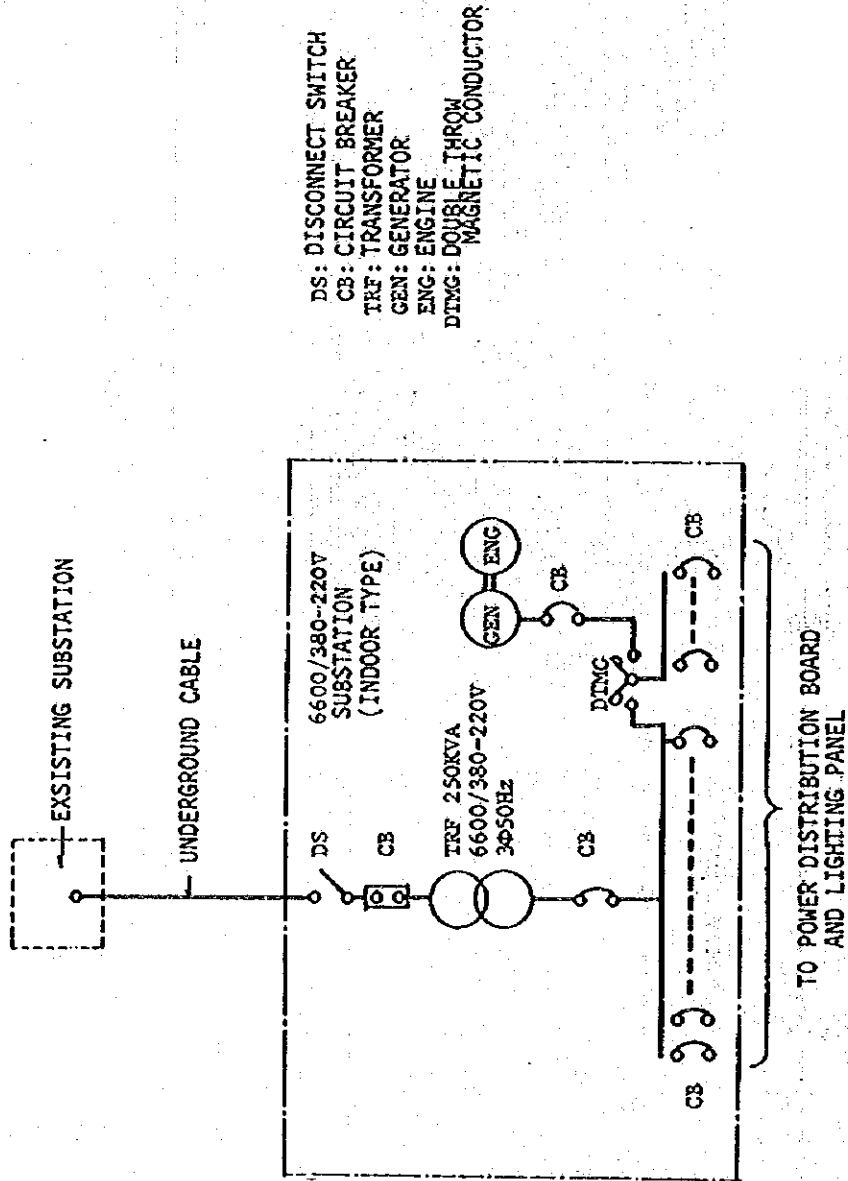 EXSISTING SUBSTATION
UNDERGROUND CABLE
6600/380-220V
SUBSTATION
(INDOOR TYPE)
DS
CB
TRF 250KVA
6600/380-220V
3Φ50Hz
CB
GEN
ENG
CB
DTMG
CB
CB
TO POWER DISTRIBUTION BOARD
AND LIGHTING PANEL
DS: DISCONNECT SWITCH
CB: CIRCUIT BREAKER
TRF: TRANSFORMER
GEN: GENERATOR
ENG: ENGINE
DTMG: DOUBLE THROW
MAGNETIC CONDUCTOR